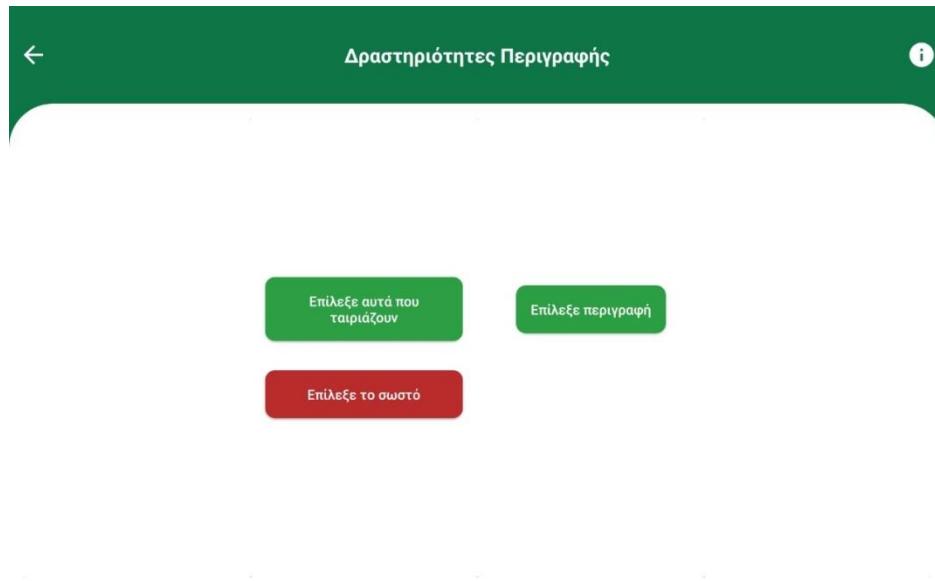 Δραστηριότητες Περιγραφής
Επίλεξε αυτά που
ταιριάζουν
Επίλεξε περιγραφή
Επίλεξε το σωστό